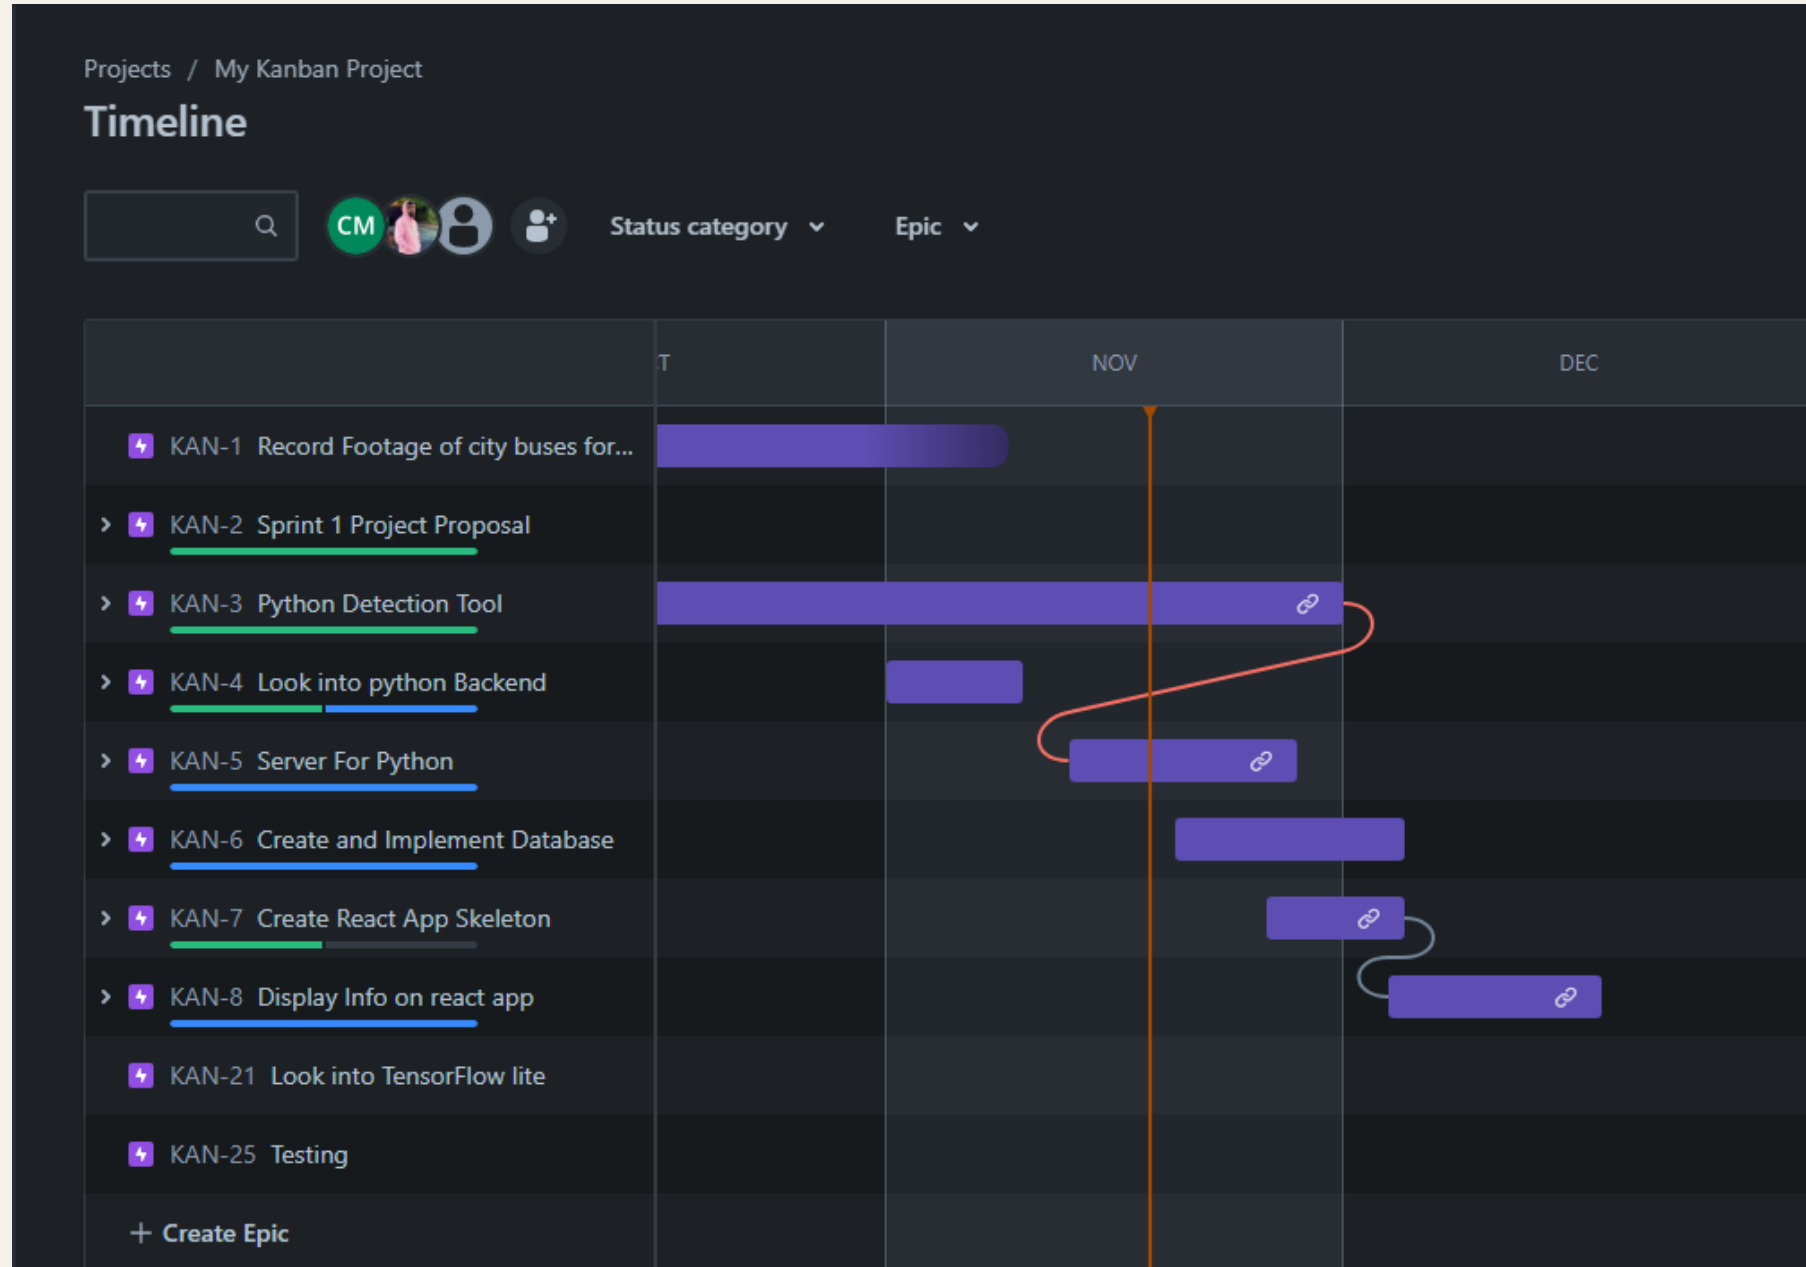 Projects / My Kanban Project
Timeline
CM
Status category
Epic
T
NOV
DEC
KAN-1 Record Footage of city buses for...
KAN-2 Sprint 1 Project Proposal
KAN-3 Python Detection Tool
KAN-4 Look into python Backend
KAN-5 Server For Python
KAN-6 Create and Implement Database
KAN-7 Create React App Skeleton
KAN-8 Display Info on react app
KAN-21 Look into TensorFlow lite
KAN-25 Testing
+ Create Epic